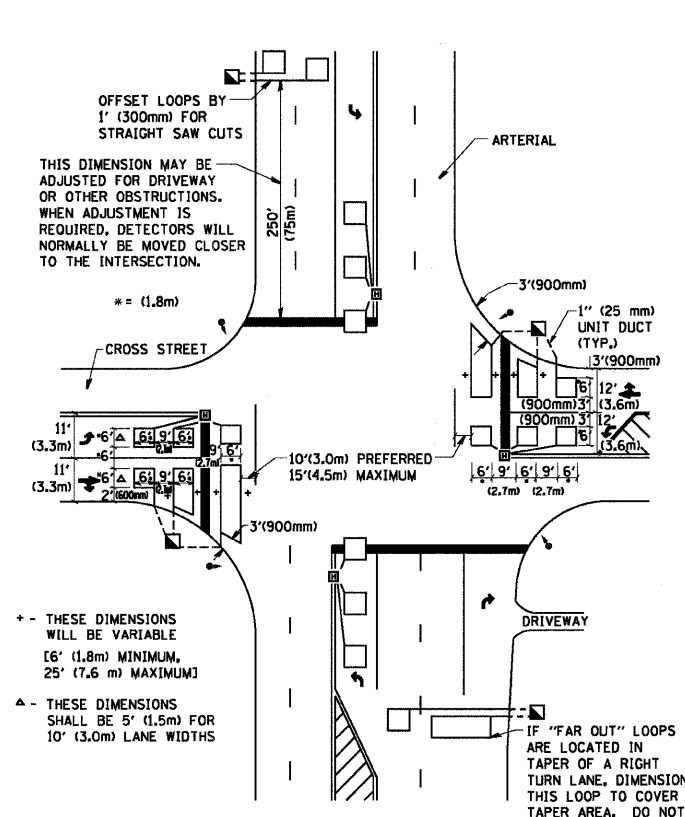 OFFSET LOOPS BY
1' (300mm) FOR
STRAIGHT SAW CUTS
THIS DIMENSION MAY BE
ADJUSTED FOR DRIVEWAY
OR OTHER OBSTRUCTIONS.
WHEN ADJUSTMENT IS
REQUIRED, DETECTORS WILL
NORMALLY BE MOVED CLOSER
TO THE INTERSECTION.
* = (1.8m)
250'
(75m)
ARTERIAL
H
3'(900mm)
1" (25 mm)
UNIT DUCT
(TYP.)
3'(900mm)
CROSS STREET
6'
12'
(3.6m)
(900mm)3'
(900mm)3'
12'
6'
(3.6m)
H
6' 9' 6' 9' 6'
(2.7m) (2.7m)
11'
(3.3m)
*6'
6' 9' 6'
H
9' 6'
(2.7m)
*6'
11'
(3.3m)
*6'
6' 9' 6'
2' (600mm)
10'(3.0m) PREFERRED
15'(4.5m) MAXIMUM
3'(900mm)
H
DRIVEWAY
+ - THESE DIMENSIONS
WILL BE VARIABLE
[6' (1.8m) MINIMUM,
25' (7.6 m) MAXIMUM]
△ - THESE DIMENSIONS
SHALL BE 5' (1.5m) FOR
10' (3.0m) LANE WIDTHS
IF "FAR OUT" LOOPS
ARE LOCATED IN
TAPER OF A RIGHT
TURN LANE, DIMENSION
THIS LOOP TO COVER
TAPER AREA. DO NOT